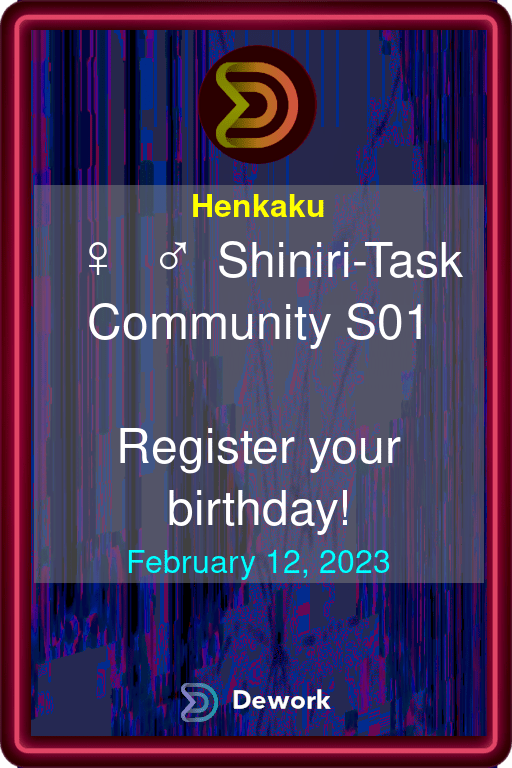 Henkaku
♀ ♂ Shiniri-Task
Community S01
Register your
birthday!
February 12, 2023
Dework